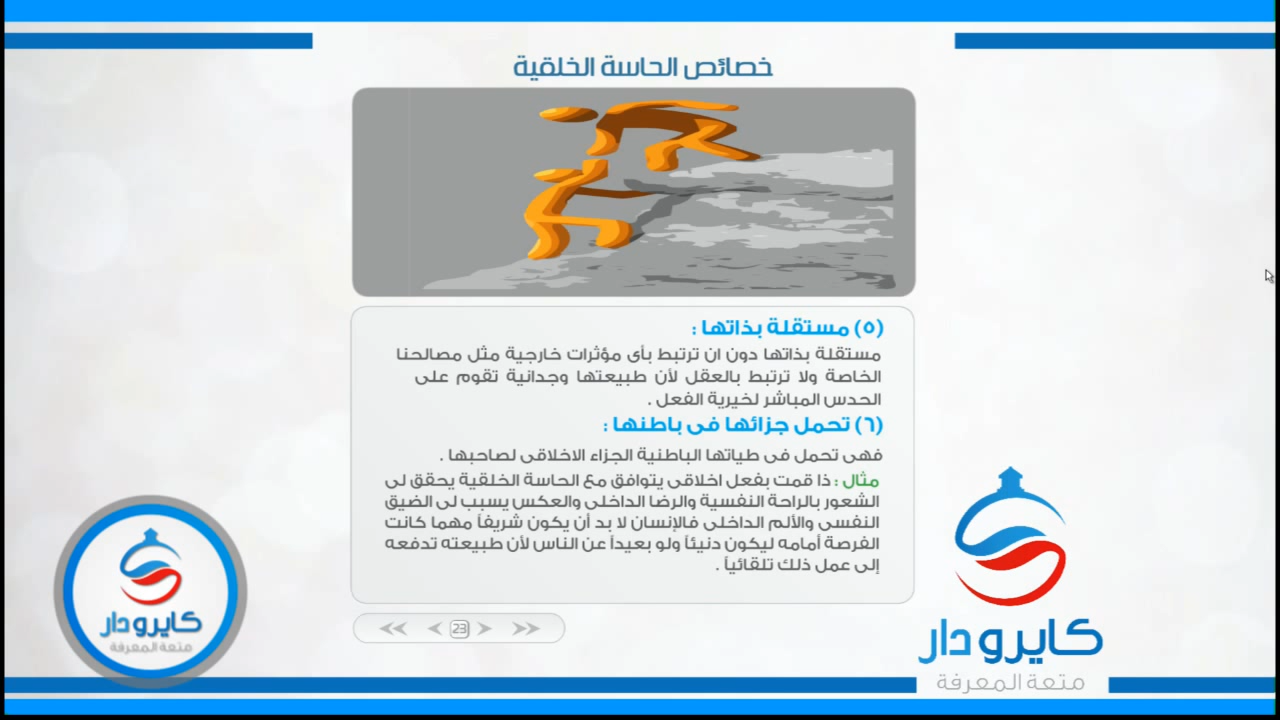 خصائص الحاسة الخلقية
(٥) مستقلة بذاتها :
مستقلة بذاتها دون ان ترتبط بأى مؤثرات خارجية مثل مصالحنا
الخاصة ولا ترتبط بالعقل لأن طبيعتها وجدانية تقوم على
الحدس المباشر لخيرية الفعل .
(٦) تحمل جزائها فى باطنها :
فهى تحمل فى طياتها الباطنية الجزاء الاخلاقى لصاحبها .
مثال : ذا قمت بفعل اخلاقى يتوافق مع الحاسة الخلقية يحقق لى
الشعور بالراحة النفسية والرضا الداخلى والعكس يسبب لى الضيق
النفسى والألم الداخلى فالإنسان لا بد أن يكون شريفاً مهما كانت
الفرصة أمامه ليكون دنيئاً ولو بعيداً عن الناس لأن طبيعته تدفعه
إلى عمل ذلك تلقائياً .
23
كايرو دار
متعة المعرفة
كايرو دار
متعة المعرفة